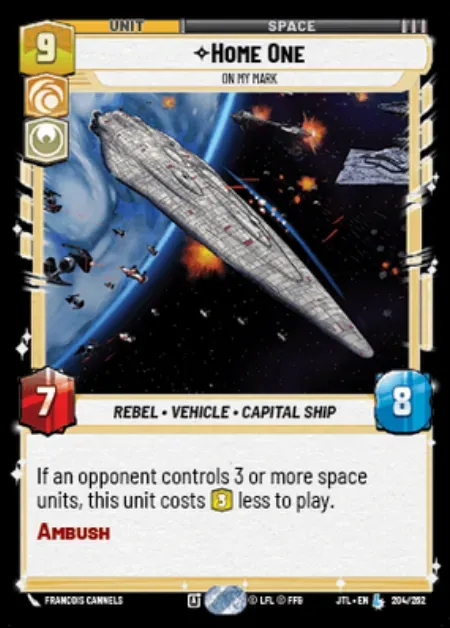 UNIT
SPACE
9
HOME ONE
ON MY MARK
7
REBEL • VEHICLE • CAPITAL SHIP
8
If an opponent controls 3 or more space
units, this unit costs 3 less to play.
AMBUSH
FRANCOIS CANNELS
A
© LFL © FFG
JTL • EN
204/262